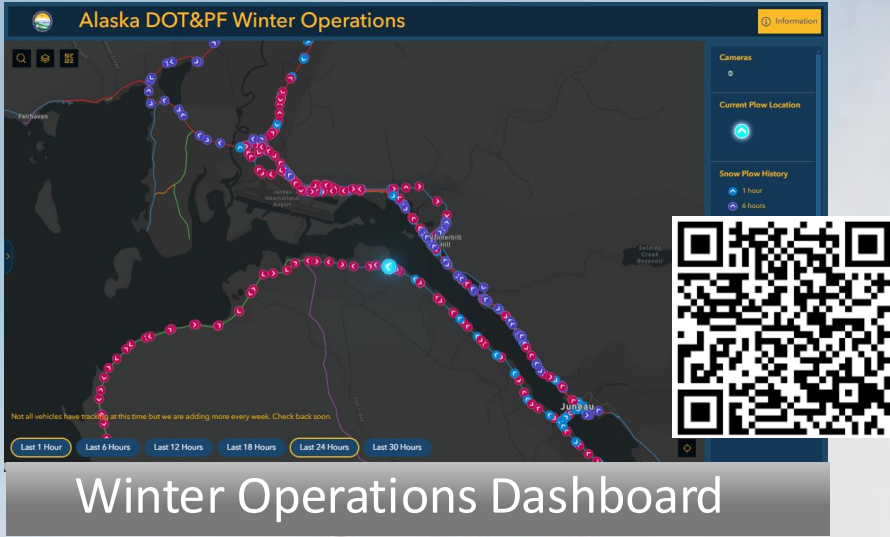 Alaska DOT&PF Winter Operations
Information
Cameras
Current Plow Location
Snow Plow History
1 hour
6 hours
Fairhaven
Juneau
International
Airport
Hill
Salmon
Creek
Reservoir
Juneau
Not all vehicles have tracking at this time but we are adding more every week. Check back soon.
Last 1 Hour
Last 6 Hours
Last 12 Hours
Last 18 Hours
Last 24 Hours
Last 30 Hours
Winter Operations Dashboard